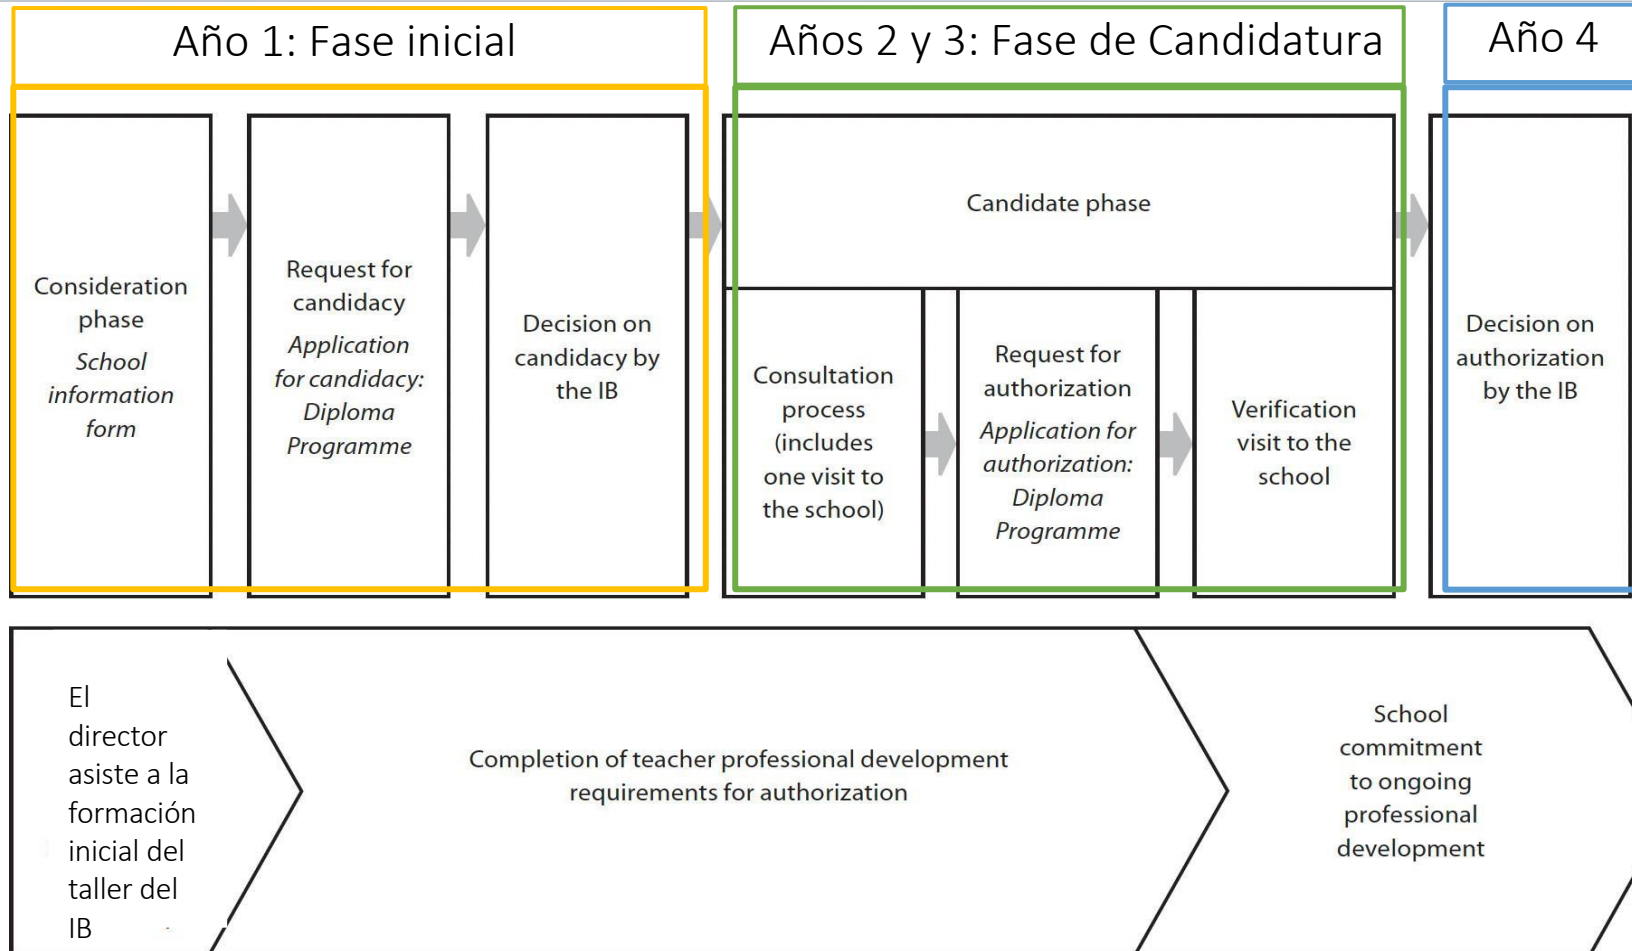 Año 1: Fase inicial
Años 2 y 3: Fase de Candidatura
Año 4
Consideration
phase
School
information
form
Request for
candidacy
Application
for candidacy:
Diploma
Programme
Decision on
candidacy by
the IB
Candidate phase
Consultation
process
(includes
one visit to
the school)
Request for
authorization
Application for
authorization:
Diploma
Programme
Verification
visit to the
school
Decision on
authorization
by the IB
El
director
asiste a la
formación
inicial del
taller del
IB
Completion of teacher professional development
requirements for authorization
School
commitment
to ongoing
professional
development